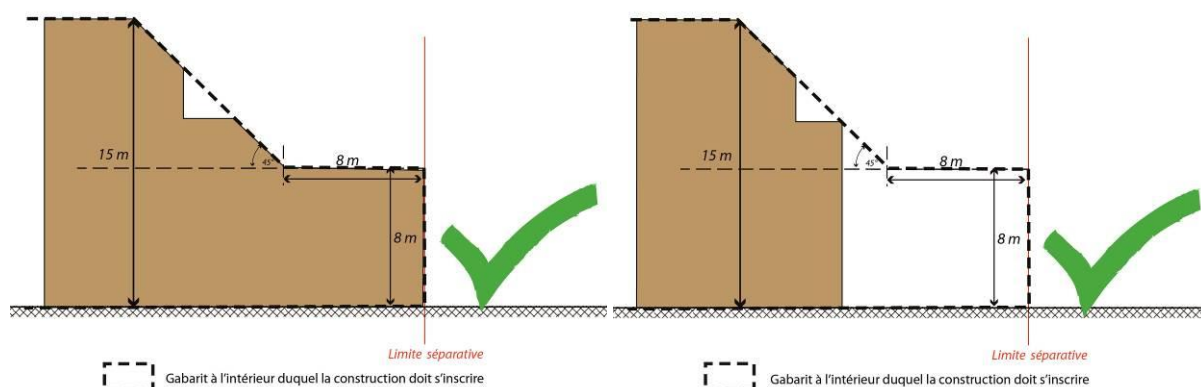 15 m
45°
8 m
8 m
Limite séparative
Gabarit à l'intérieur duquel la construction doit s'inscrire
15 m
45°
8 m
8 m
Limite séparative
Gabarit à l'intérieur duquel la construction doit s'inscrire